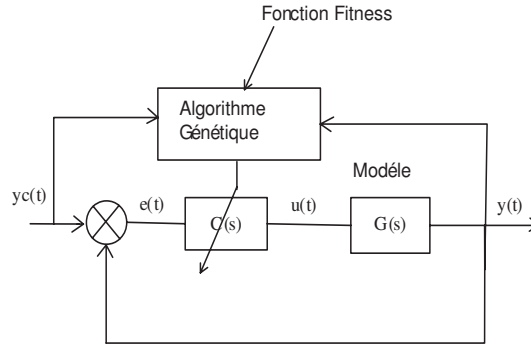 Fonction Fitness
Algorithme
Génétique
Modéle
yc(t)
e(t)
C(s)
u(t)
G(s)
y(t)